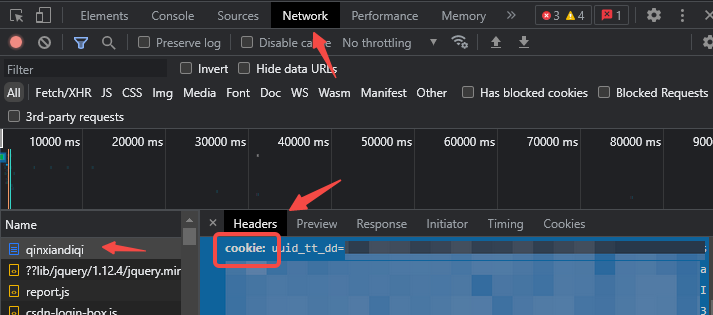 Elements Console Sources Network Performance Memory » 3 4 1
Preserve log Disable No throttling
Filter Invert Hide data URLs
All Fetch/XHR JS CSS Img Media Font Doc WS Wasm Manifest Other Has blocked cookies Blocked Requests
3rd-party requests
10000 ms 20000 ms 30000 ms 40000 ms 50000 ms 60000 ms 70000 ms 80000 ms 9000
Name × Headers Preview Response Initiator Timing Cookies
qinxiandiqi cookie: uuid_tt_dd=
??lib/jquery/1.12.4/jquery.min
report.js
csdn-login-box.js